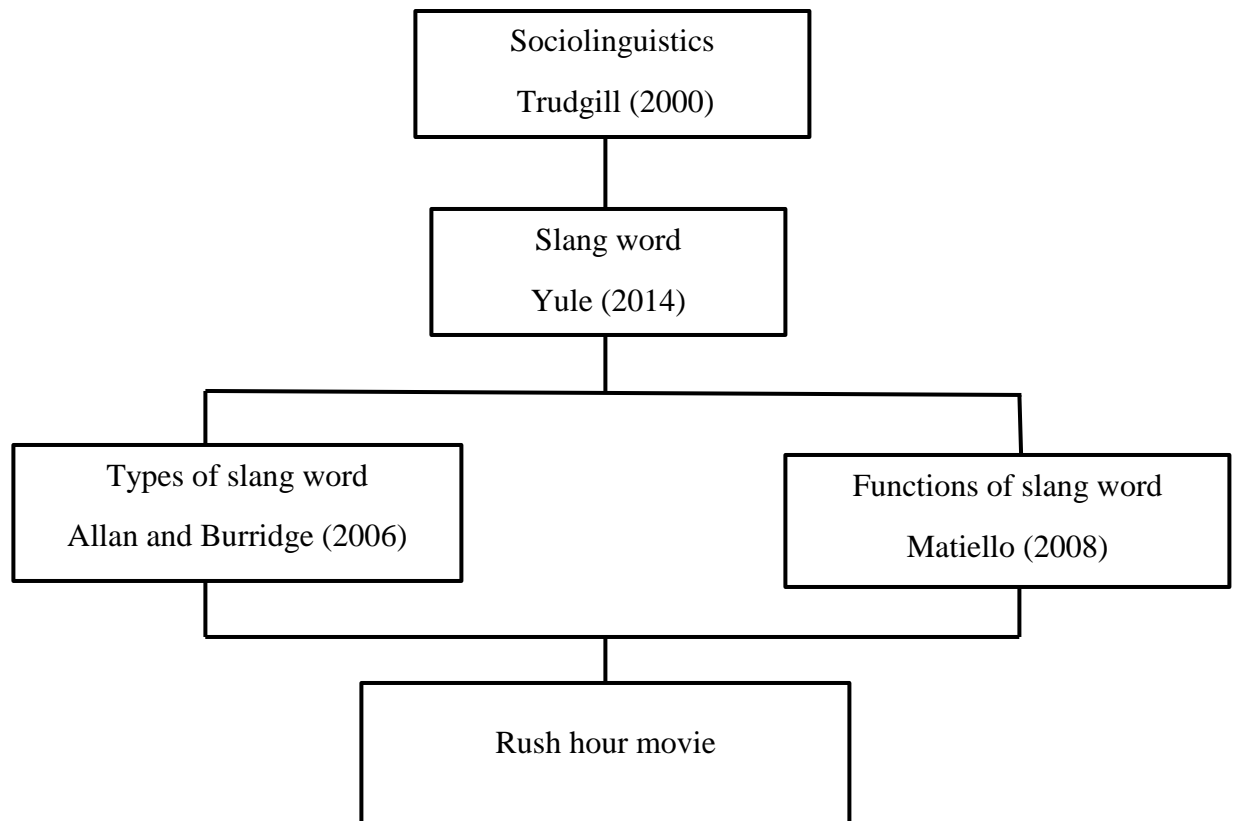 Sociolinguistics
Trudgill (2000)
Slang word
Yule (2014)
Types of slang word
Allan and Burridge (2006)
Functions of slang word
Matiello (2008)
Rush hour movie